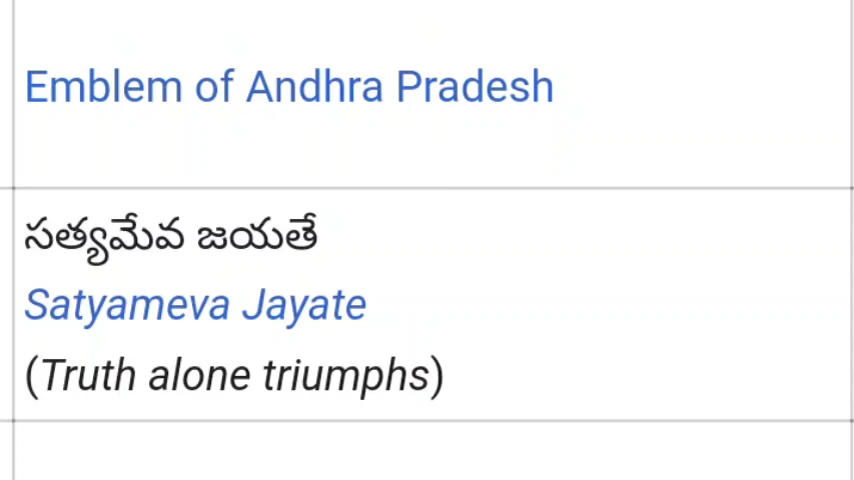 Emblem of Andhra Pradesh
సత్యమేవ జయతే
Satyameva Jayate
(Truth alone triumphs)